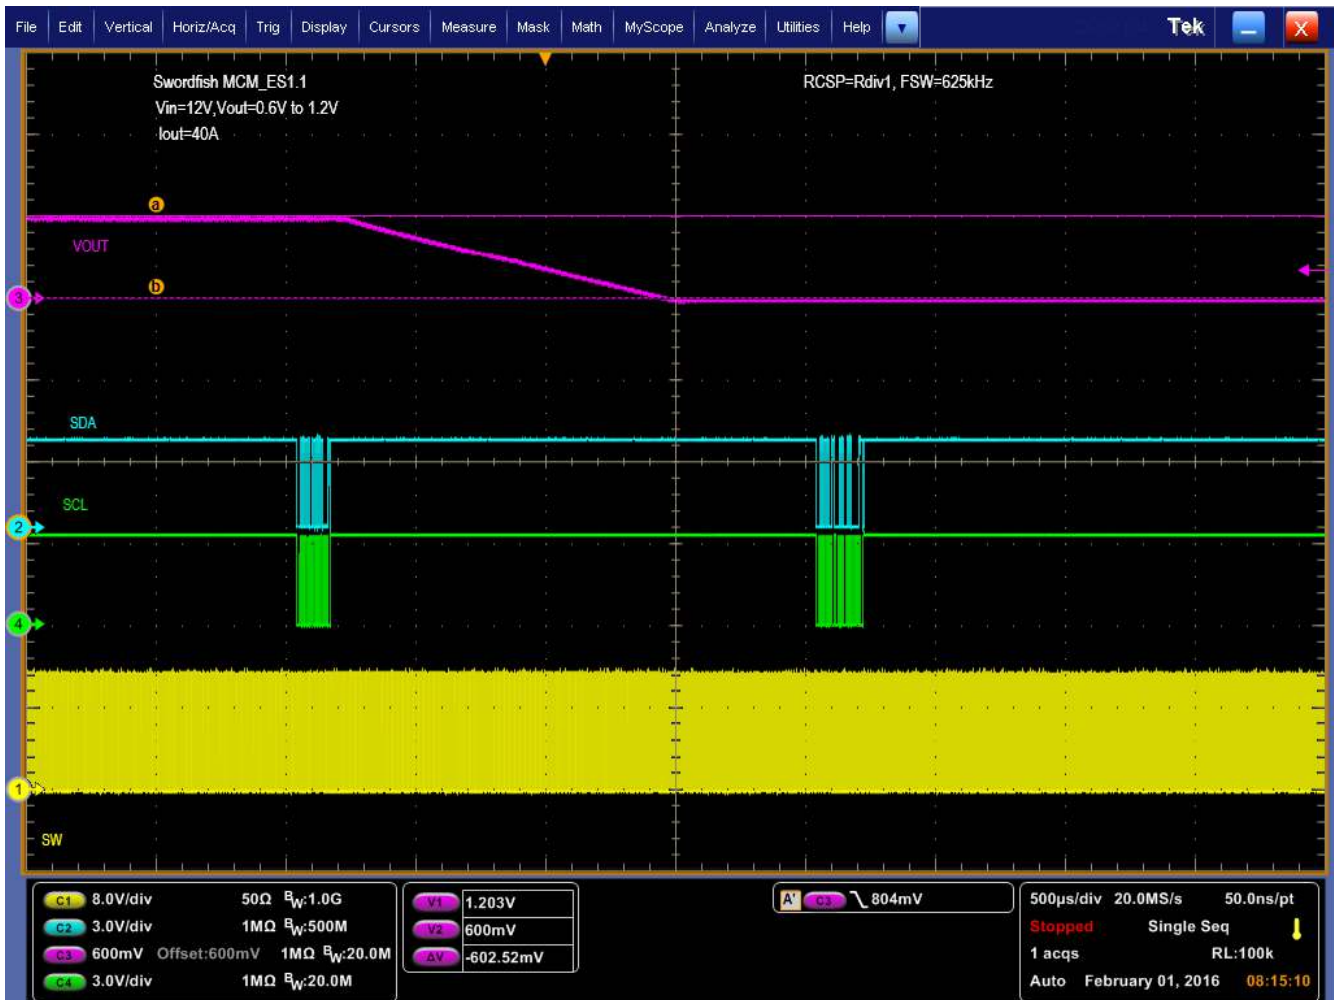 File Edit Vertical Horiz/Acq Trig Display Cursors Measure Mask Math MyScope Analyze Utilities Help Tek X
Swordfish MCM_ES1.1 RCSP=Rdiv1, FSW=625kHz
Vin=12V,Vout=0.6V to 1.2V
Iout=40A
a
VOUT
b
3
SDA
SCL
2
4
1
SW
C1 8.0V/div 50Ω BW:1.0G V1 1.203V A' C3 804mV 500µs/div 20.0MS/s 50.0ns/pt
C2 3.0V/div 1MΩ BW:500M V2 600mV Stopped Single Seq
C3 600mV Offset:600mV 1MΩ BW:20.0M ΔV -602.52mV 1 acqs RL:100k
C4 3.0V/div 1MΩ BW:20.0M Auto February 01, 2016 08:15:10